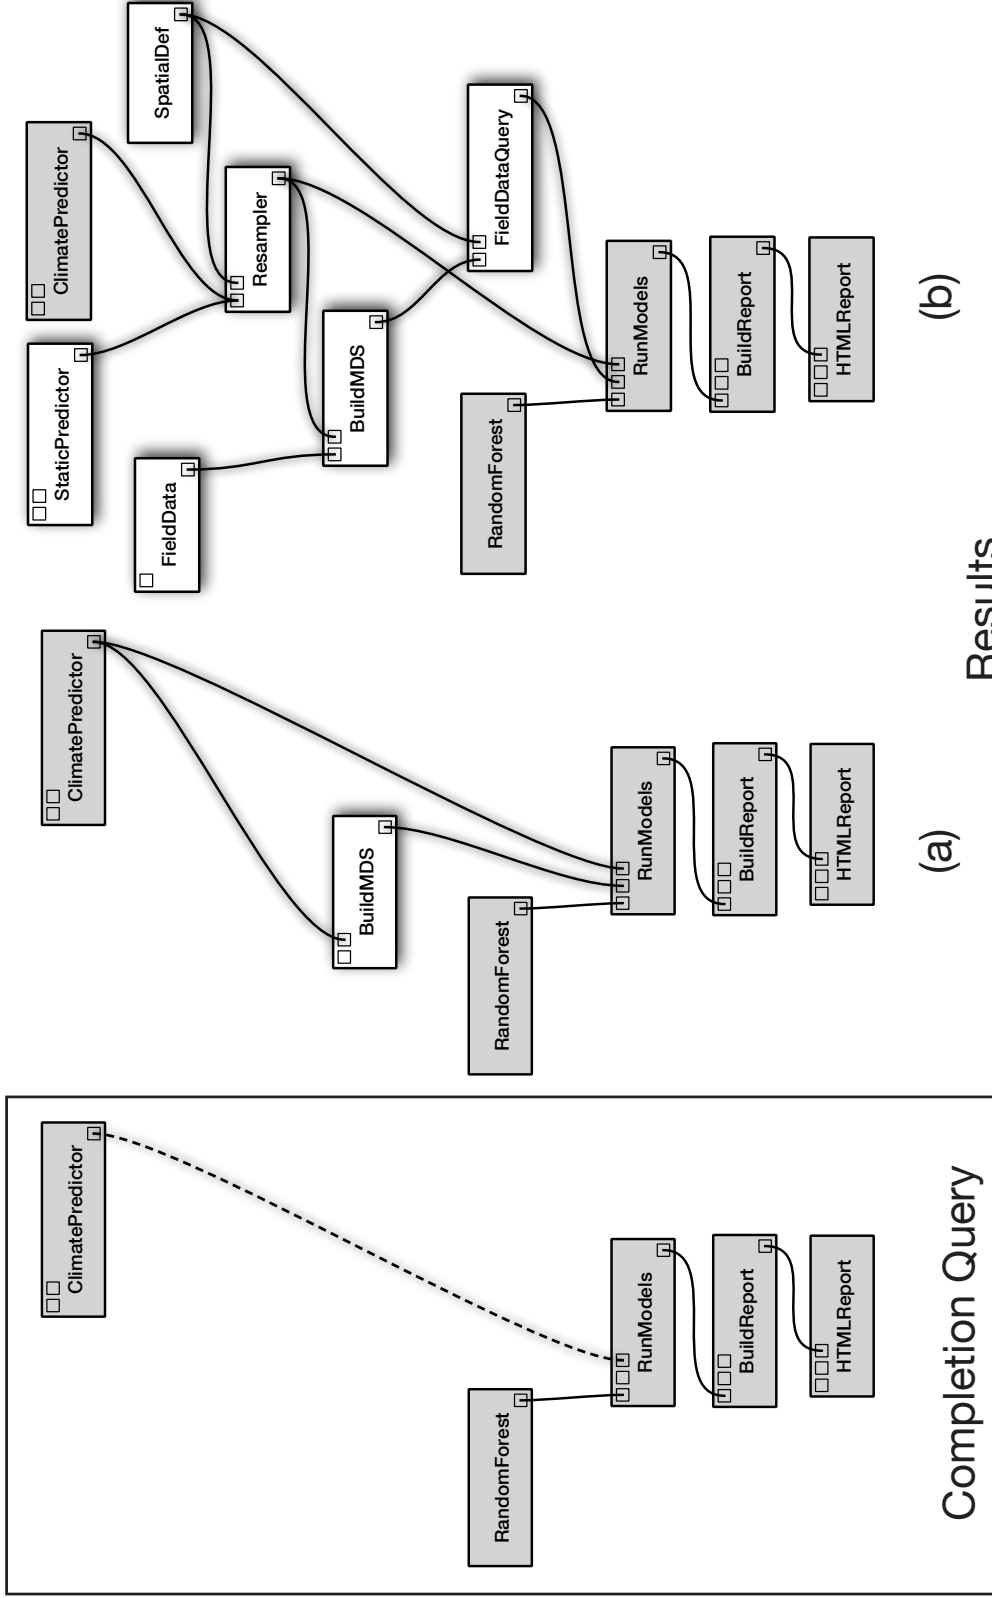 ClimatePredictor
RandomForest
RunModels
BuildReport
HTMLReport
Completion Query
ClimatePredictor
BuildMDS
RandomForest
RunModels
BuildReport
HTMLReport
(a)
StaticPredictor
ClimatePredictor
SpatialDef
FieldData
Resampler
BuildMDS
FieldDataQuery
RandomForest
RunModels
BuildReport
HTMLReport
(b)
Results